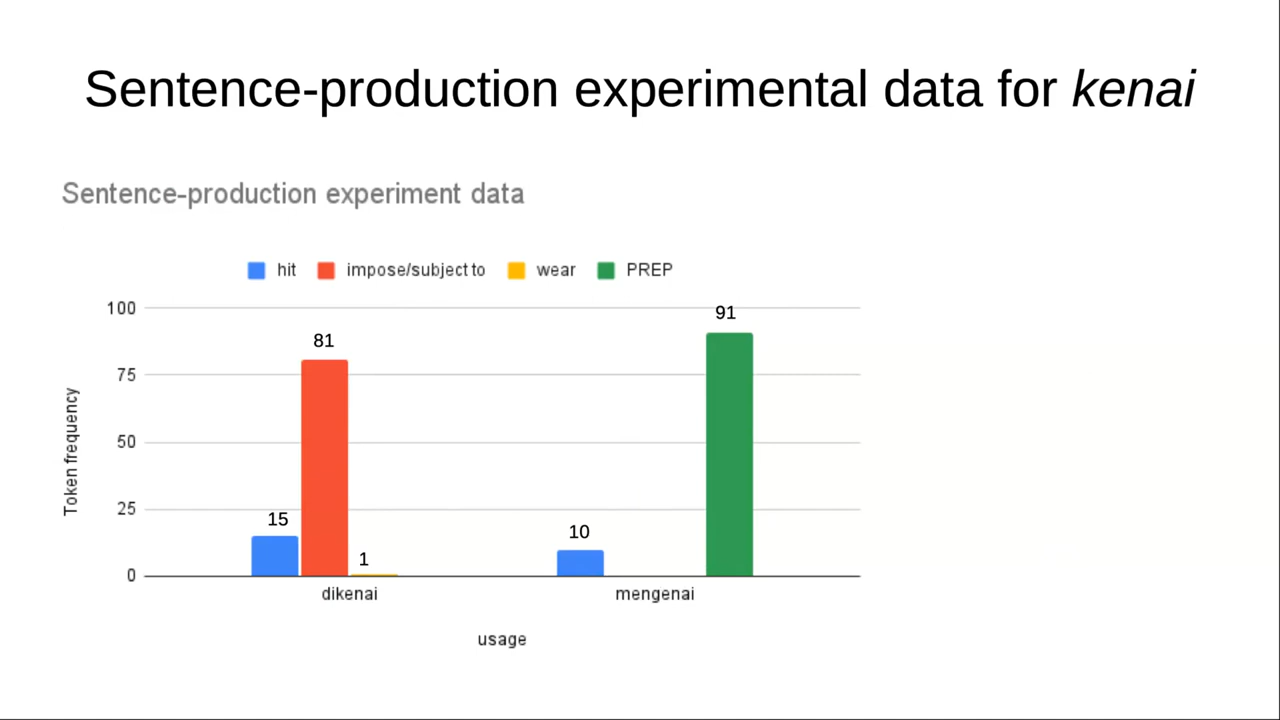 Sentence-production experimental data for kenai
Sentence-production experiment data
hit impose/subject to wear PREP
100
91
81
75
Token frequency
50
25
15
10
1
0
dikenai mengenai
usage